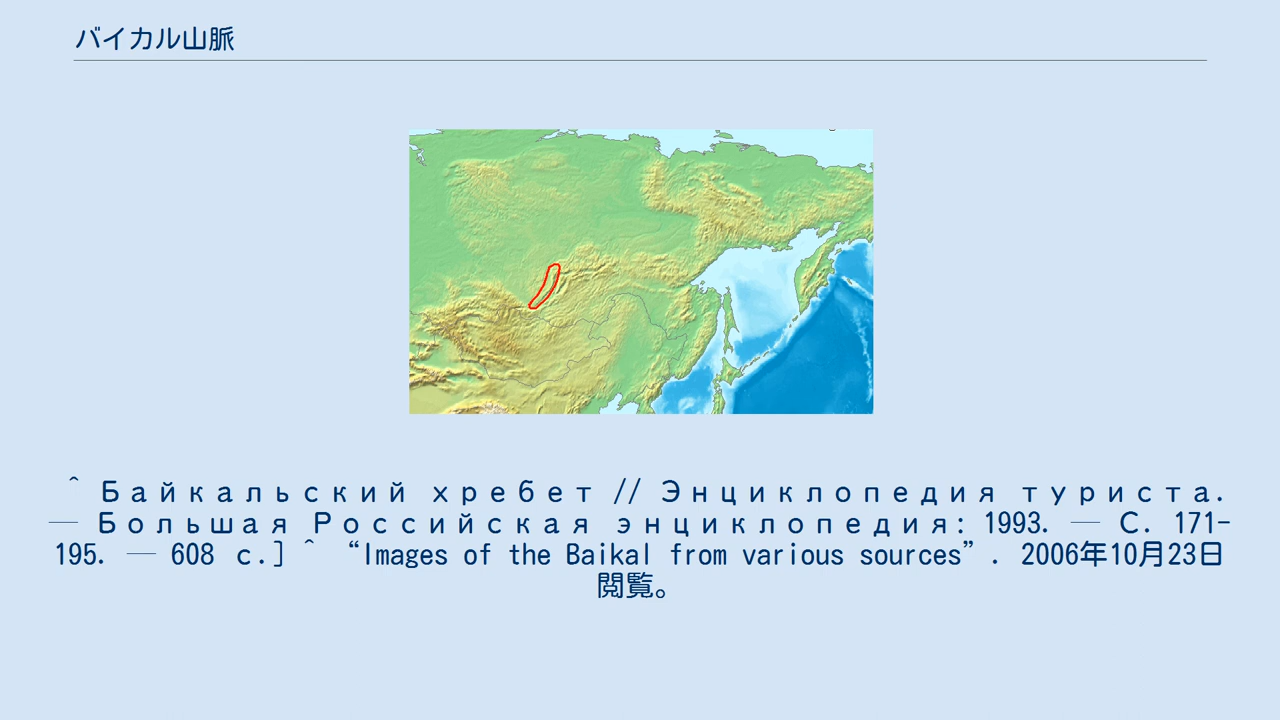 バイカル山脈
^ Байкальский хребет // Энциклопедия туриста.
— Большая Российская энциклопедия: 1993. — С. 171-
195. — 608 с.] ^ “Images of the Baikal from various sources”. 2006年10月23日
閲覧。